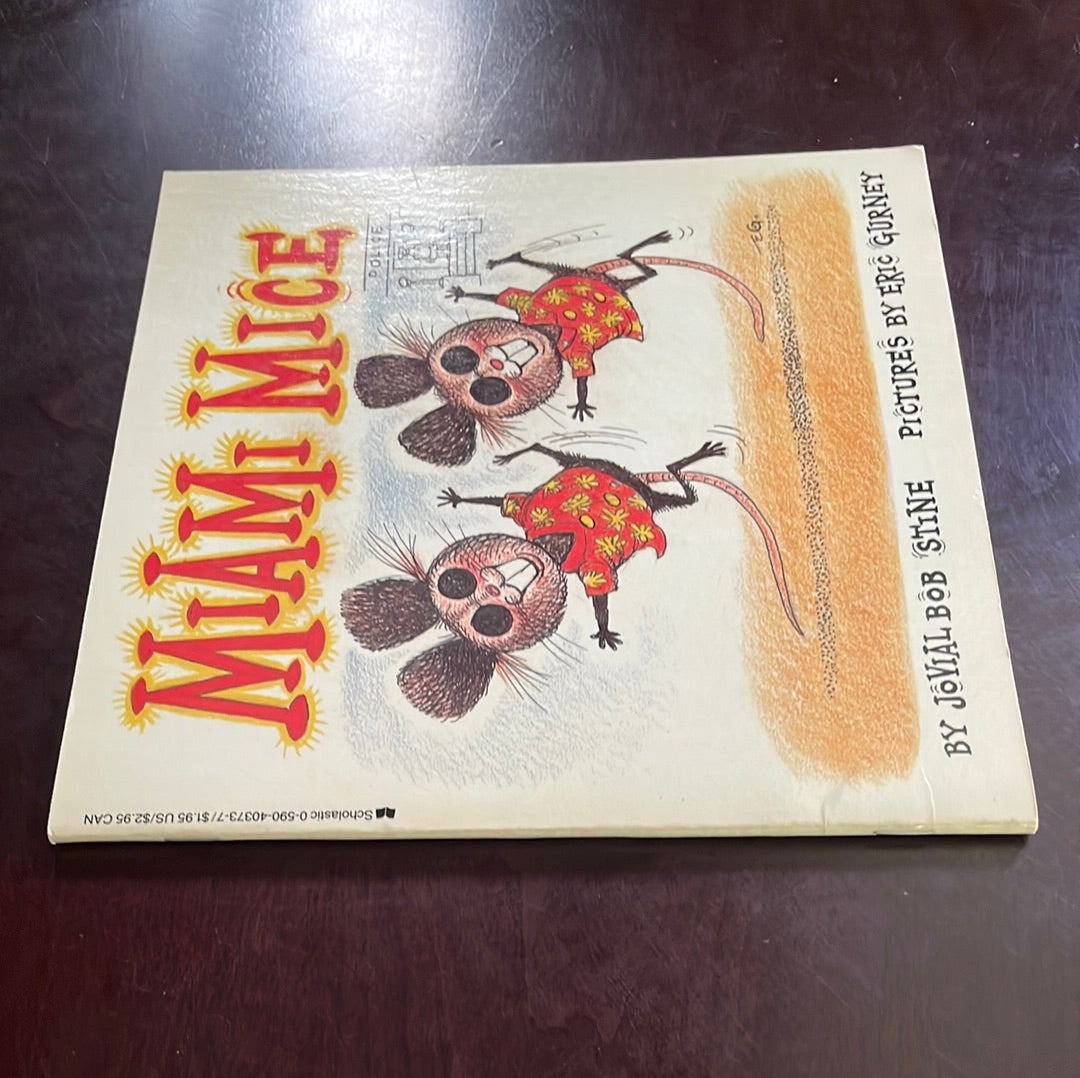 Scholastic 0-590-40373-7/$1.95 US/$2.95 CAN
MIAMI MICE
POLICE
E.G.
BY JOVIAL BOB STINE PICTURES BY ERIC GURNEY